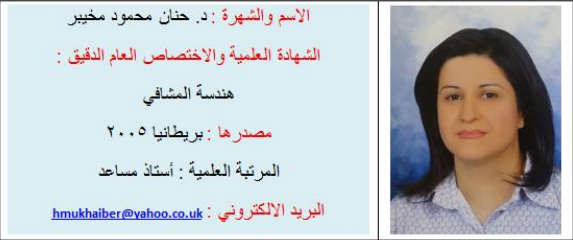 الاسم والشهرة : د. حنان محمود مخيبر
الشهادة العلمية والاختصاص العام الدقيق :
هندسة المشافي
مصدرها : بريطانيا ٢٠٠٥
المرتبة العلمية : أستاذ مساعد
البريد الالكتروني : hmukhaiber@yahoo.co.uk